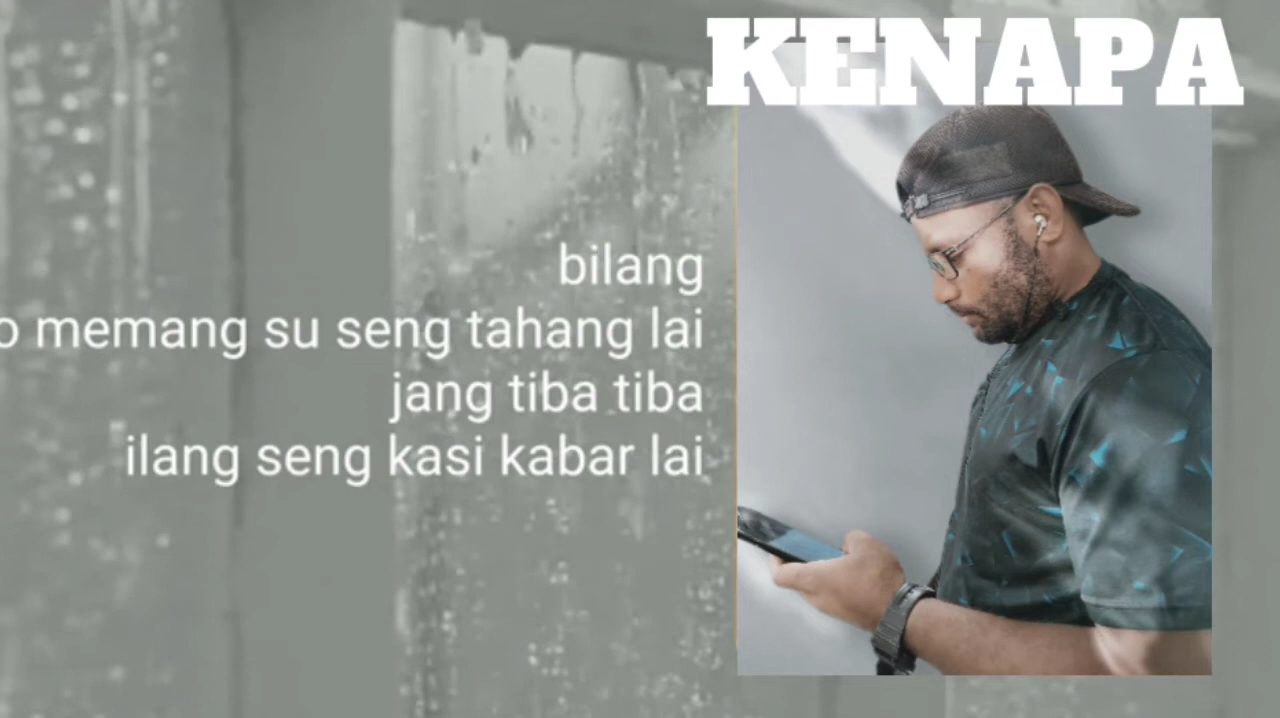 KENAPA
bilang
memang su seng tahang lai
jang tiba tiba
ilang seng kasi kabar lai